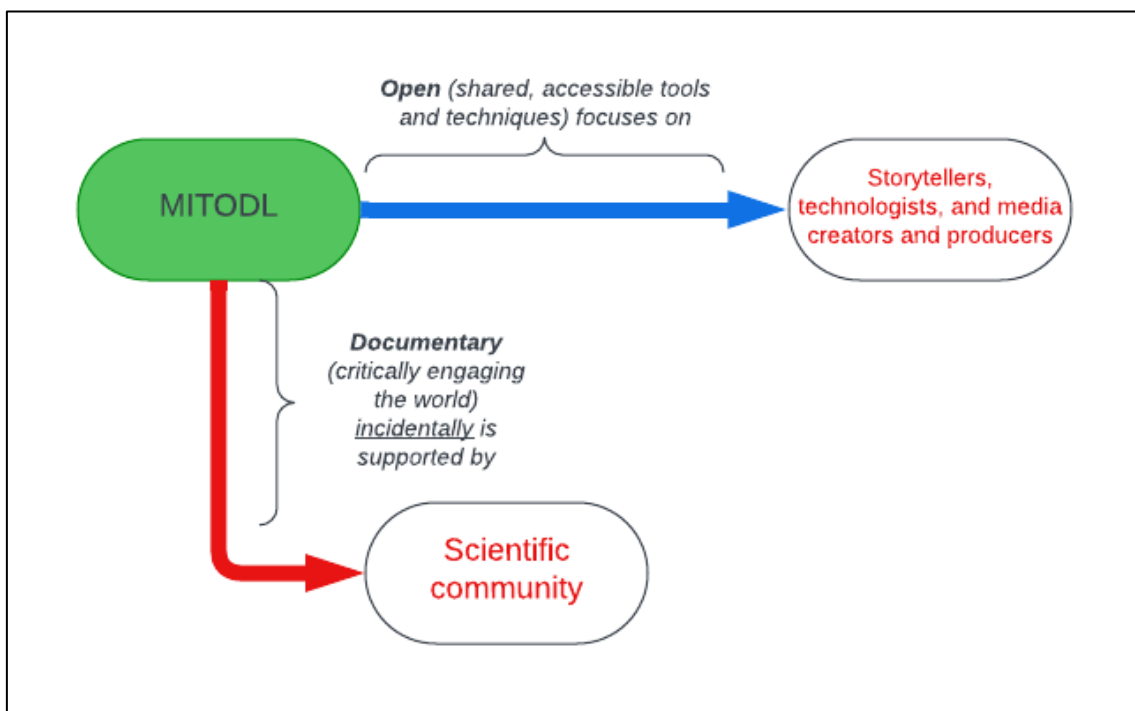 Open (shared, accessible tools
and techniques) focuses on
MITODL
Storytellers,
technologists, and media
creators and producers
Documentary
(critically engaging
the world)
incidentally is
supported by
Scientific
community